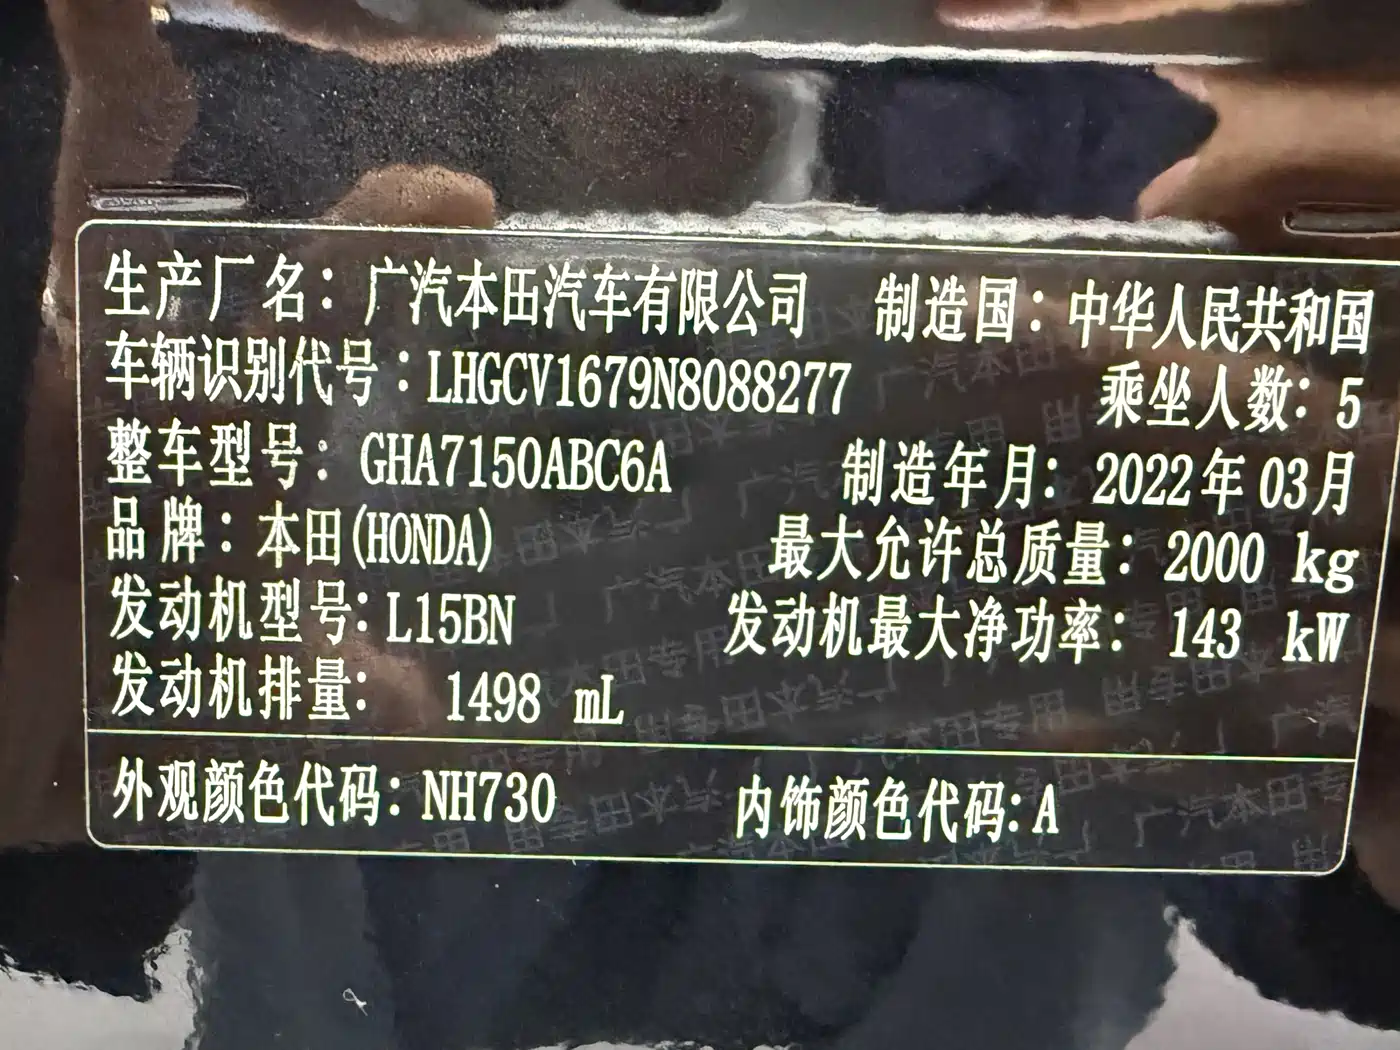 生产厂名：广汽本田汽车有限公司 制造国：中华人民共和国
车辆识别代号：LHGCV1679N8088277 乘坐人数：5
整车型号：GHA7150ABC6A 制造年月：2022年03月
品牌：本田(HONDA) 最大允许总质量：2000 kg
发动机型号：L15BN 发动机最大净功率：143 kW
发动机排量：1498 mL
外观颜色代码：NH730 内饰颜色代码：A